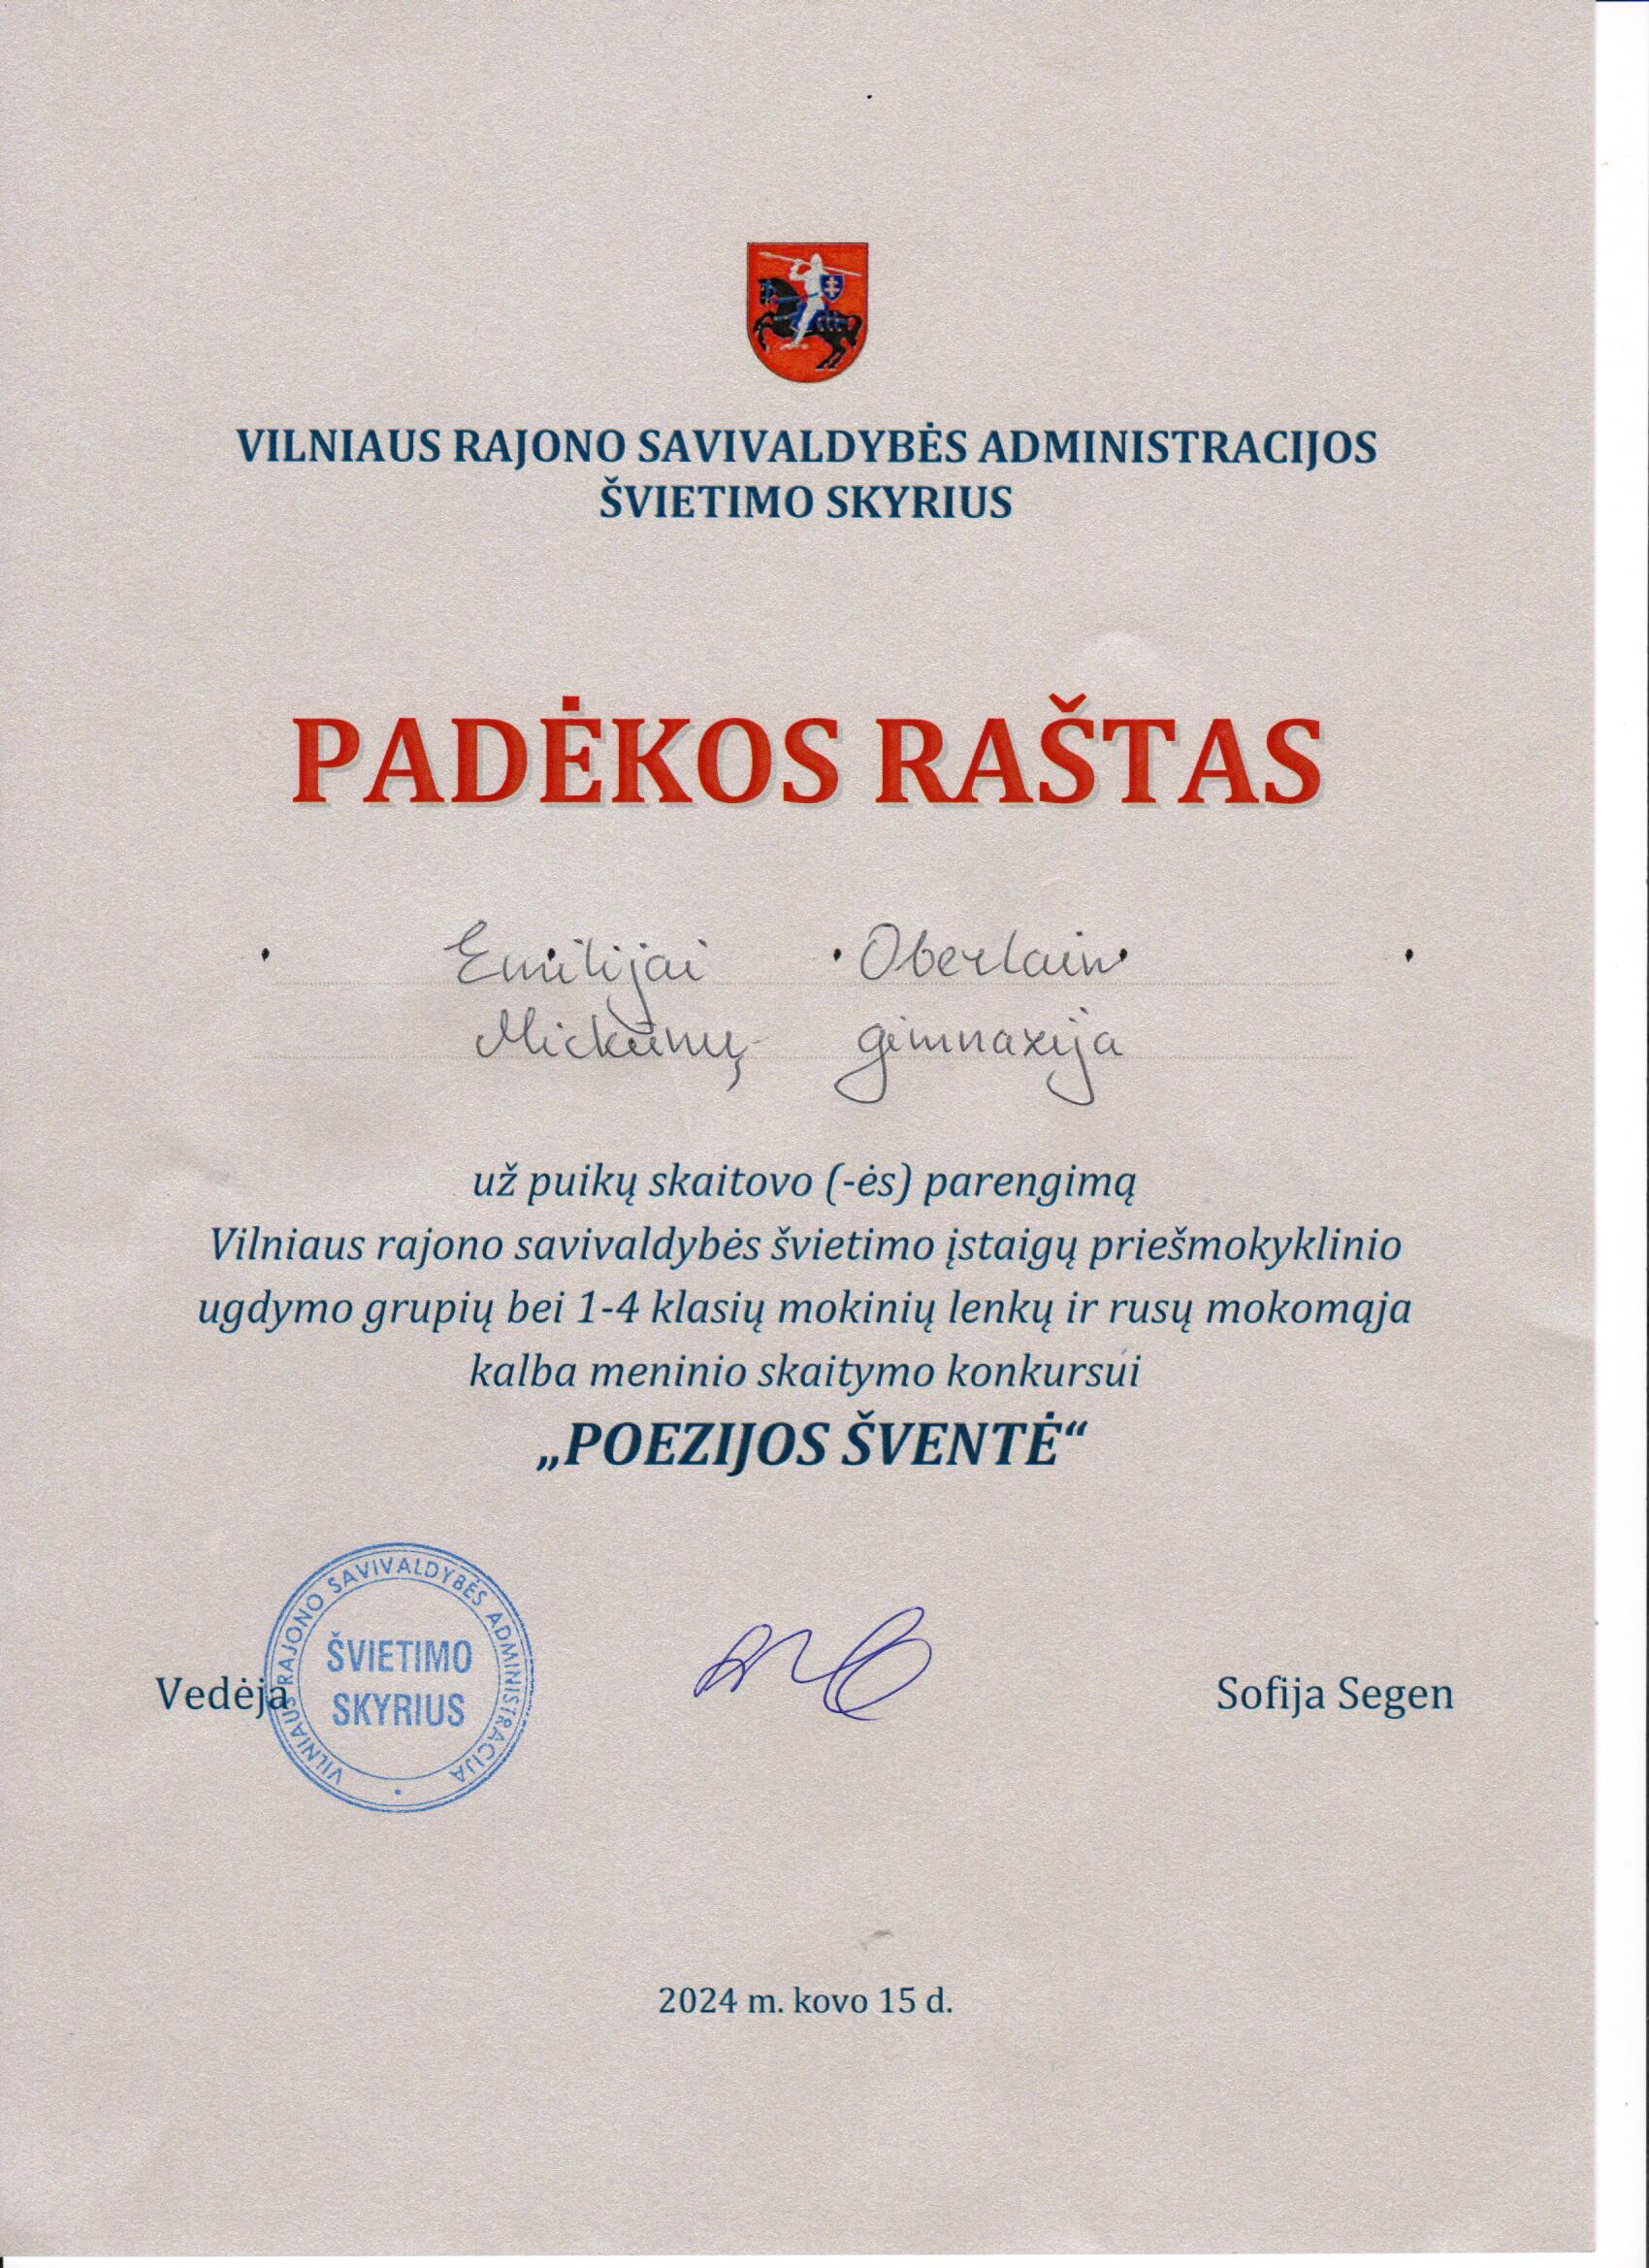 VILNIAUS RAJONO SAVIVALDYBĖS ADMINISTRACIJOS
ŠVIETIMO SKYRIUS
PADĖKOS RAŠTAS
Emilijai Oberlain
Mickūnų gimnazija
už puikų skaitovo (-ės) parengimą
Vilniaus rajono savivaldybės švietimo įstaigų priešmokyklinio
ugdymo grupių bei 1-4 klasių mokinių lenkų ir rusų mokomąja
kalba meninio skaitymo konkursui
„POEZIJOS ŠVENTĖ“
VILNIAUS RAJONO SAVIVALDYBĖS ADMINISTRACIJA
ŠVIETIMO
SKYRIUS
Vedėja Sofija Segen
2024 m. kovo 15 d.